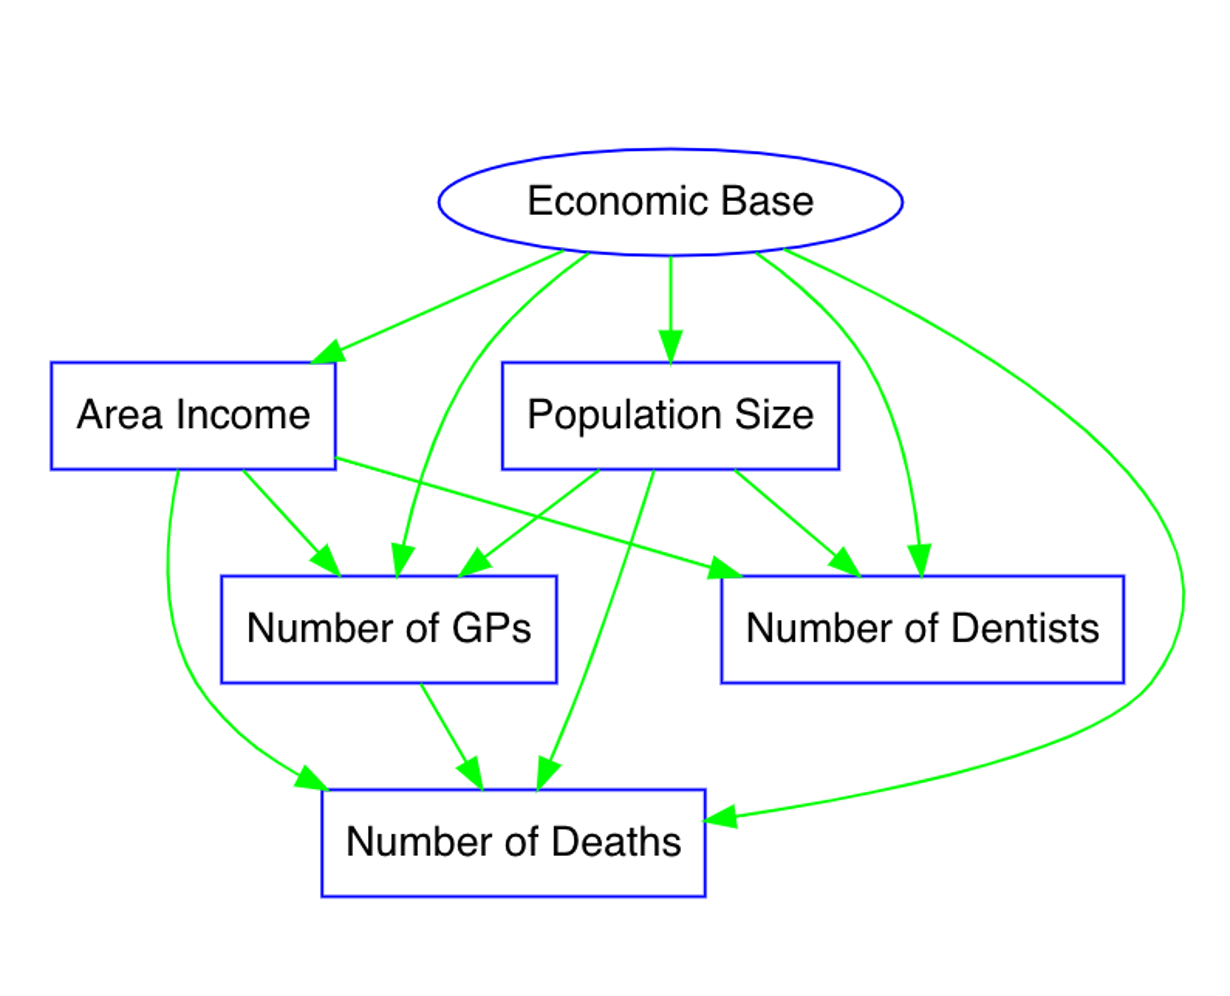 Economic Base
Area Income
Population Size
Number of GPs
Number of Dentists
Number of Deaths